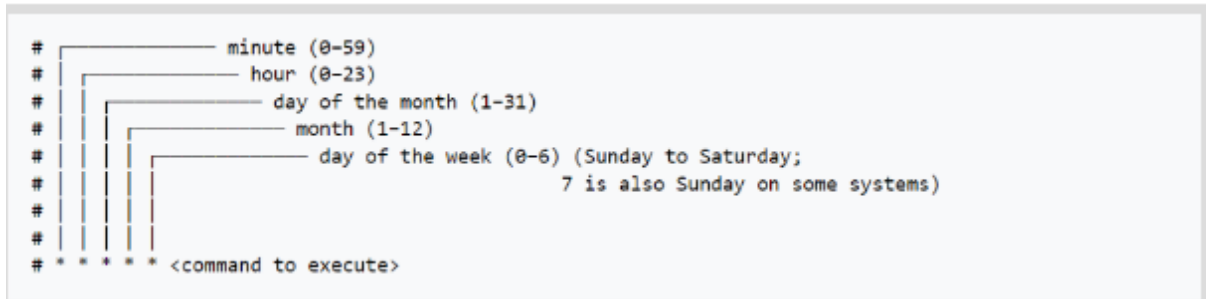 # ┌───────────── minute (0–59)
# │ ┌───────────── hour (0–23)
# │ │ ┌───────────── day of the month (1–31)
# │ │ │ ┌───────────── month (1–12)
# │ │ │ │ ┌───────────── day of the week (0–6) (Sunday to Saturday;
# │ │ │ │ │                                   7 is also Sunday on some systems)
# │ │ │ │ │
# │ │ │ │ │
# * * * * * <command to execute>